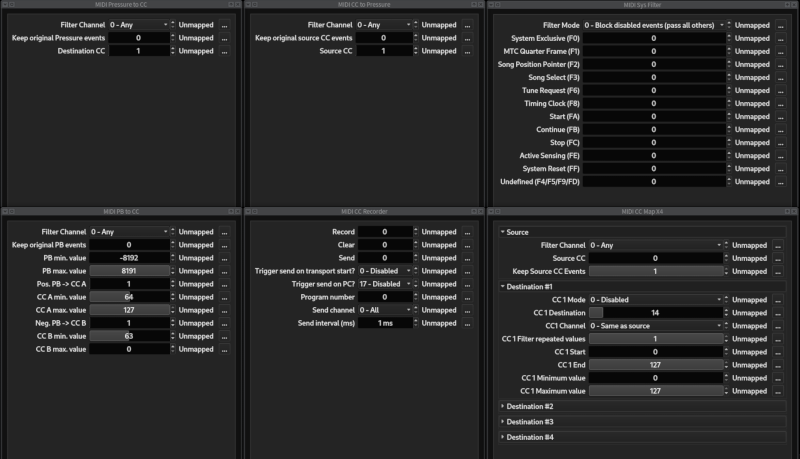 MIDI Pressure to CC
Filter Channel 0 - Any Unmapped ...
Keep original Pressure events 0 Unmapped ...
Destination CC 1 Unmapped ...
MIDI CC to Pressure
Filter Channel 0 - Any Unmapped ...
Keep original source CC events 0 Unmapped ...
Source CC 1 Unmapped ...
MIDI Sys Filter
Filter Mode 0 - Block disabled events (pass all others) Unmapped ...
System Exclusive (F0) 0 Unmapped ...
MTC Quarter Frame (F1) 0 Unmapped ...
Song Position Pointer (F2) 0 Unmapped ...
Song Select (F3) 0 Unmapped ...
Tune Request (F6) 0 Unmapped ...
Timing Clock (F8) 0 Unmapped ...
Start (FA) 0 Unmapped ...
Continue (FB) 0 Unmapped ...
Stop (FC) 0 Unmapped ...
Active Sensing (FE) 0 Unmapped ...
System Reset (FF) 0 Unmapped ...
Undefined (F4/F5/F9/FD) 0 Unmapped ...
MIDI PB to CC
Filter Channel 0 - Any Unmapped ...
Keep original PB events 0 Unmapped ...
PB min. value -8192 Unmapped ...
PB max. value 8191 Unmapped ...
Pos. PB -> CC A 1 Unmapped ...
CC A min. value 64 Unmapped ...
CC A max. value 127 Unmapped ...
Neg. PB -> CC B 1 Unmapped ...
CC B min. value 63 Unmapped ...
CC B max. value 0 Unmapped ...
MIDI CC Recorder
Record 0 Unmapped ...
Clear 0 Unmapped ...
Send 0 Unmapped ...
Trigger send on transport start? 0 - Disabled Unmapped ...
Trigger send on PC? 17 - Disabled Unmapped ...
Program number 0 Unmapped ...
Send channel 0 - All Unmapped ...
Send interval (ms) 1 ms Unmapped ...
MIDI CC Map X4
Source
Filter Channel 0 - Any Unmapped ...
Source CC 0 Unmapped ...
Keep Source CC Events 1 Unmapped ...
Destination #1
CC 1 Mode 0 - Disabled Unmapped ...
CC 1 Destination 14 Unmapped ...
CC1 Channel 0 - Same as source Unmapped ...
CC 1 Filter repeated values 1 Unmapped ...
CC 1 Start 0 Unmapped ...
CC 1 End 127 Unmapped ...
CC 1 Minimum value 0 Unmapped ...
CC 1 Maximum value 127 Unmapped ...
Destination #2
Destination #3
Destination #4